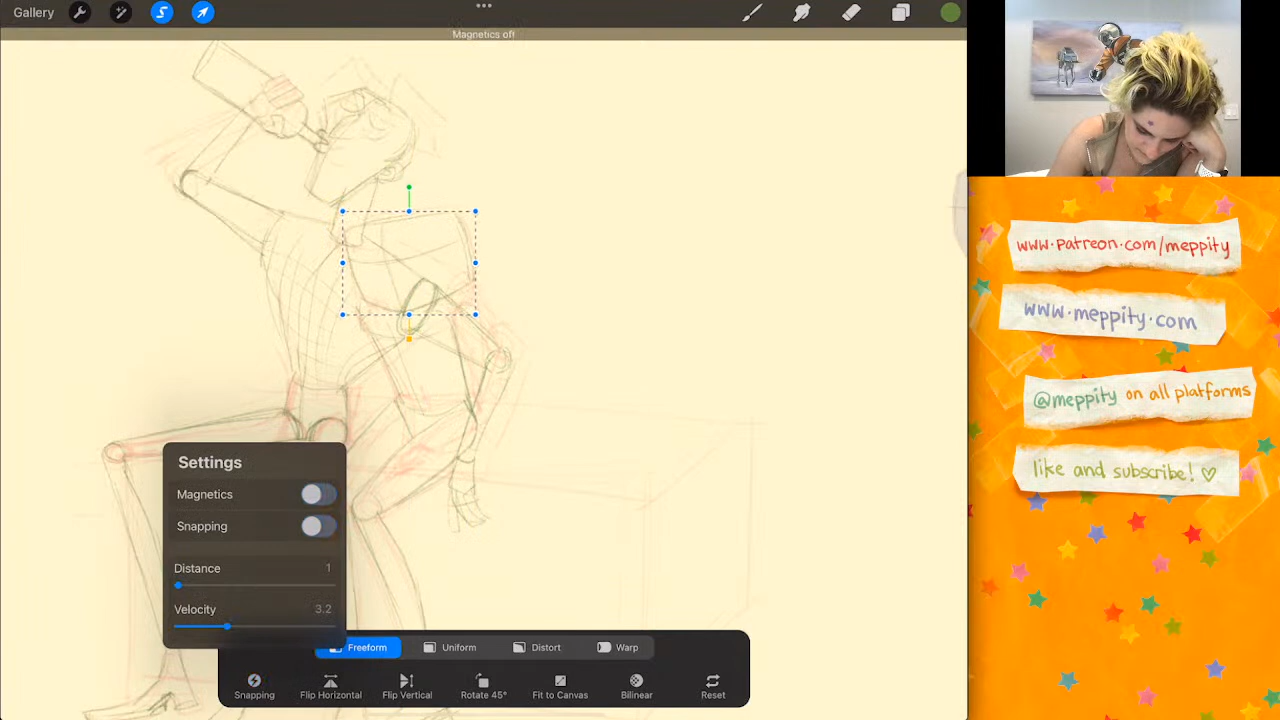 Gallery
Magnetics off
www.patreon.com/meppity
www.meppity.com
@meppity on all platforms
like and subscribe!
Settings
Magnetics
Snapping
Distance 1
Velocity 3.2
Freeform Uniform Distort Warp
Snapping Flip Horizontal Flip Vertical Rotate 45° Fit to Canvas Bilinear Reset